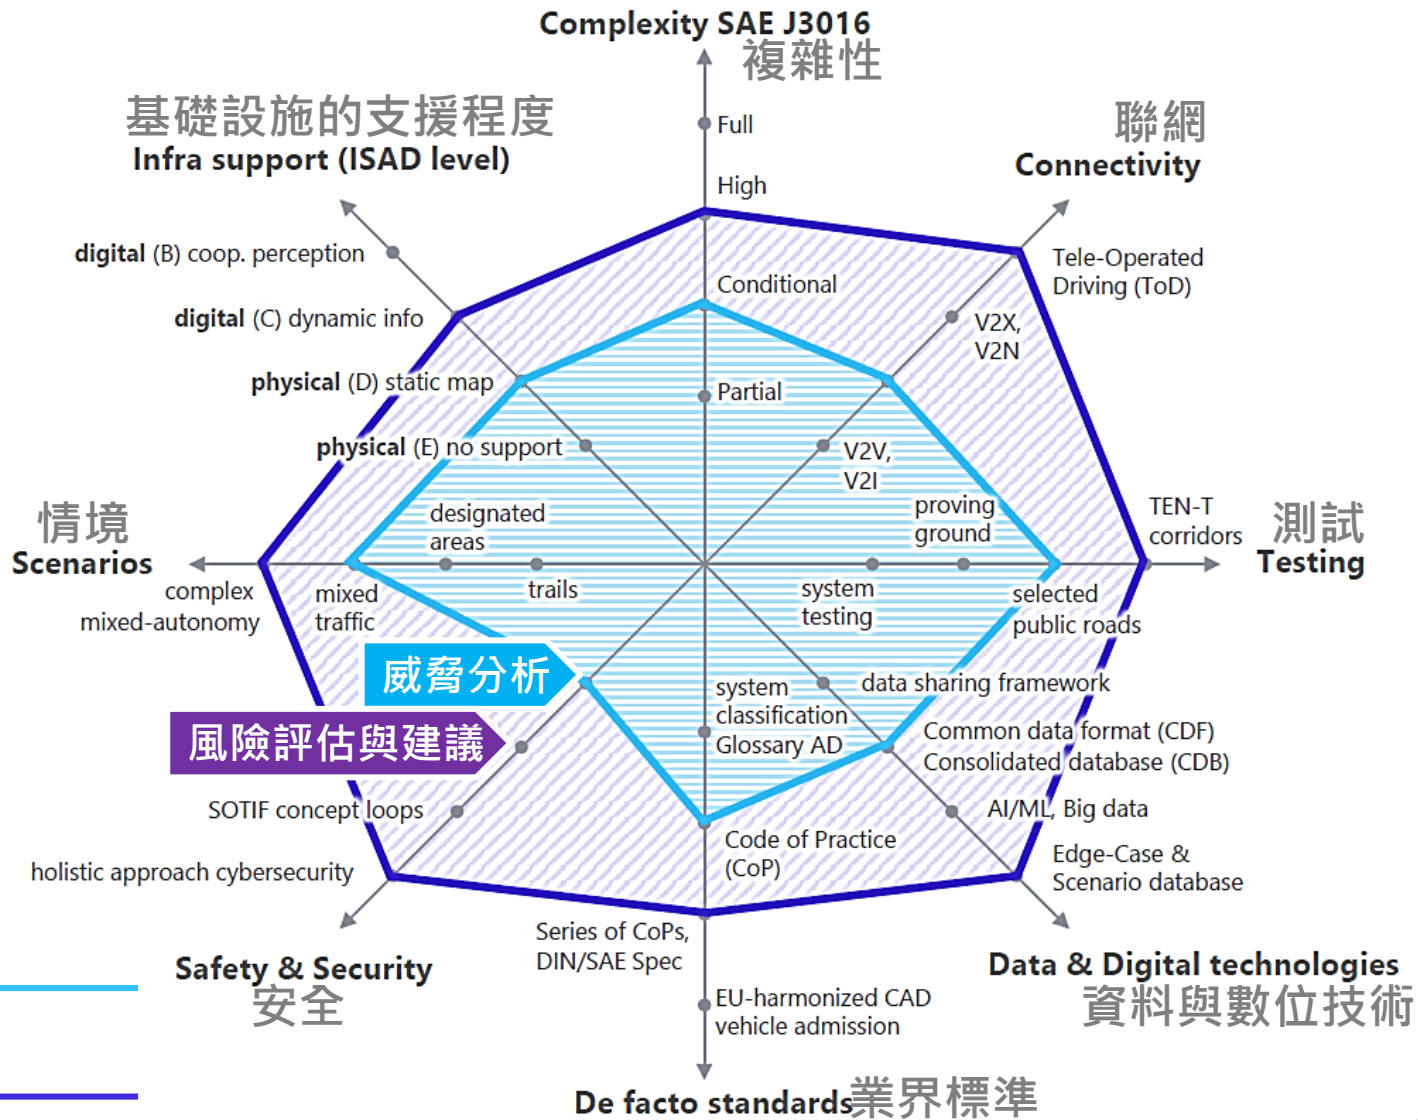 Complexity SAE J3016
複雜性
基礎設施的支援程度
Infra support (ISAD level)
聯網
Connectivity
Full
High
digital (B) coop. perception
Tele-Operated
Driving (ToD)
Conditional
digital (C) dynamic info
V2X,
V2N
physical (D) static map
Partial
physical (E) no support
V2V,
V2I
情境
Scenarios
designated
areas
proving
ground
TEN-T
corridors
測試
Testing
complex
mixed-autonomy
mixed
traffic
trails
system
testing
selected
public roads
威脅分析
風險評估與建議
system
classification
Glossary AD
data sharing framework
Common data format (CDF)
Consolidated database (CDB)
SOTIF concept loops
AI/ML, Big data
holistic approach cybersecurity
Code of Practice
(CoP)
Edge-Case &
Scenario database
Series of CoPs,
DIN/SAE Spec
Safety & Security
安全
Data & Digital technologies
資料與數位技術
EU-harmonized CAD
vehicle admission
De facto standards
業界標準